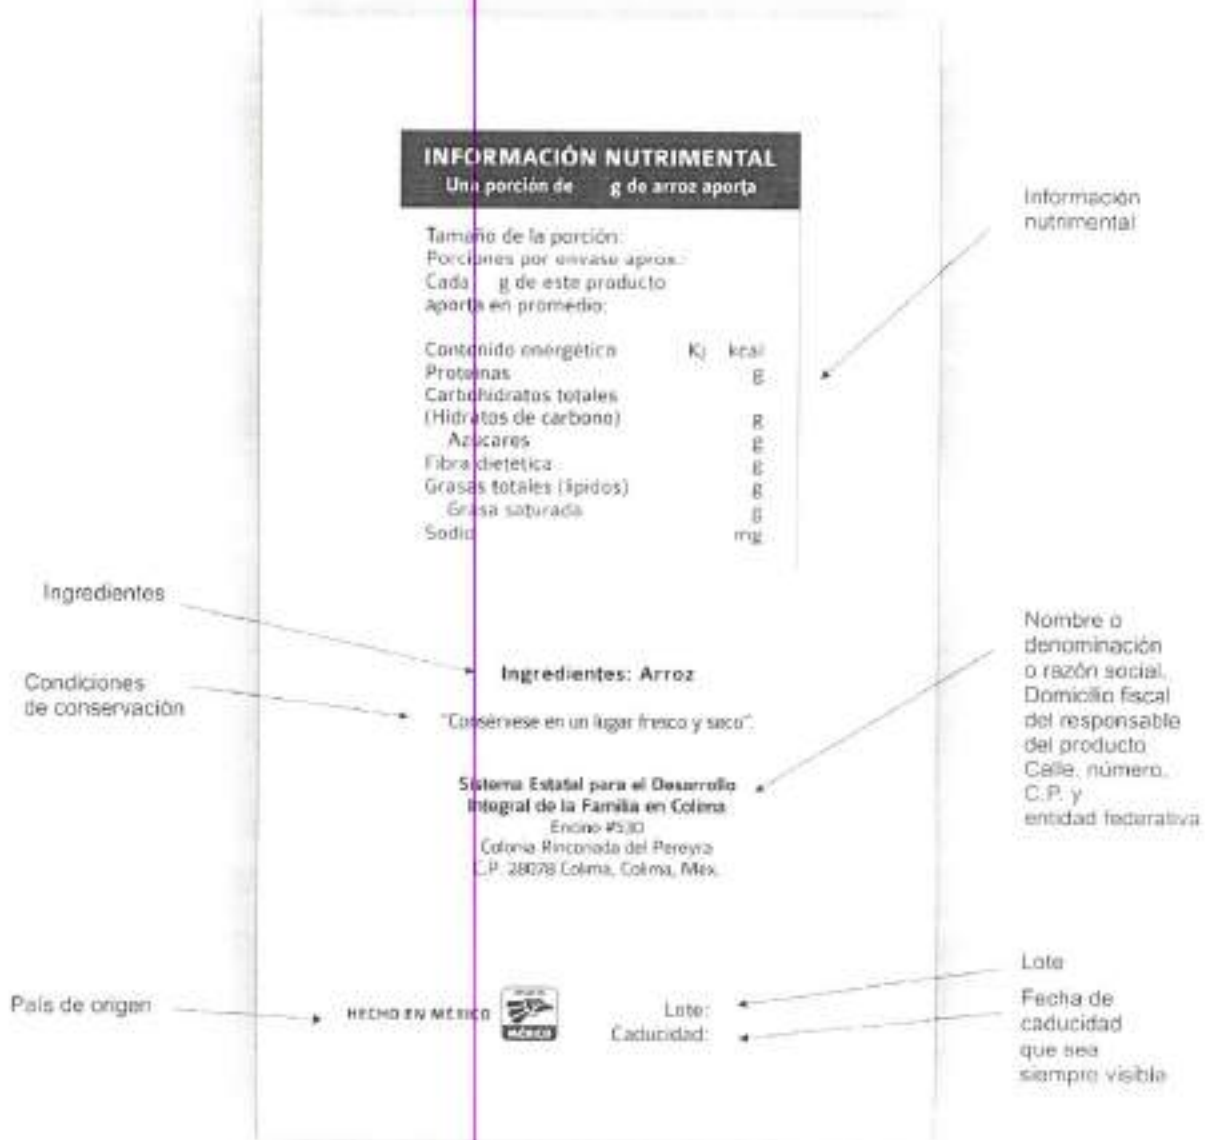 INFORMACIÓN NUTRIMENTAL
Una porción de g de arroz aporta
Tamaño de la porción:
Porciones por envase aprox.:
Cada g de este producto
aporta en promedio:
Contenido energético Kj kcal
Proteínas g
Carbohidratos totales
(Hidratos de carbono) g
Azúcares g
Fibra dietética g
Grasas totales (lípidos) g
Grasa saturada g
Sodio mg
Información
nutrimental
Ingredientes
Ingredientes: Arroz
Condiciones
de conservación
"Consérvese en un lugar fresco y seco".
Nombre o
denominación
o razón social.
Domicilio fiscal
del responsable
del producto
Calle, número,
C.P. y
entidad federativa
Sistema Estatal para el Desarrollo
Integral de la Familia en Colima
Encino #530
Colonia Rinconada del Pereyra
C.P. 28078 Colima, Colima, Mex.
País de origen
HECHO EN MÉXICO
HECHO EN
MÉXICO
Lote:
Caducidad:
Lote
Fecha de
caducidad
que sea
siempre visible